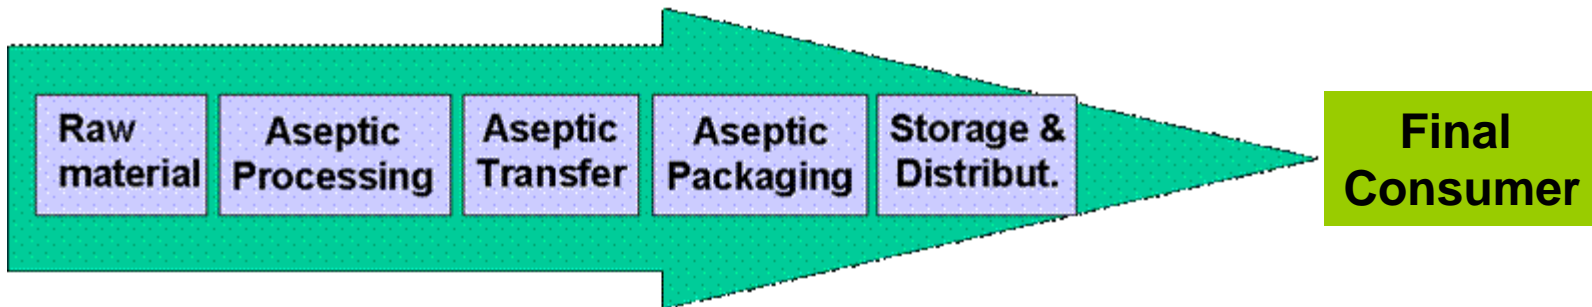 Raw
material
Aseptic
Processing
Aseptic
Transfer
Aseptic
Packaging
Storage &
Distribut.
Final
Consumer